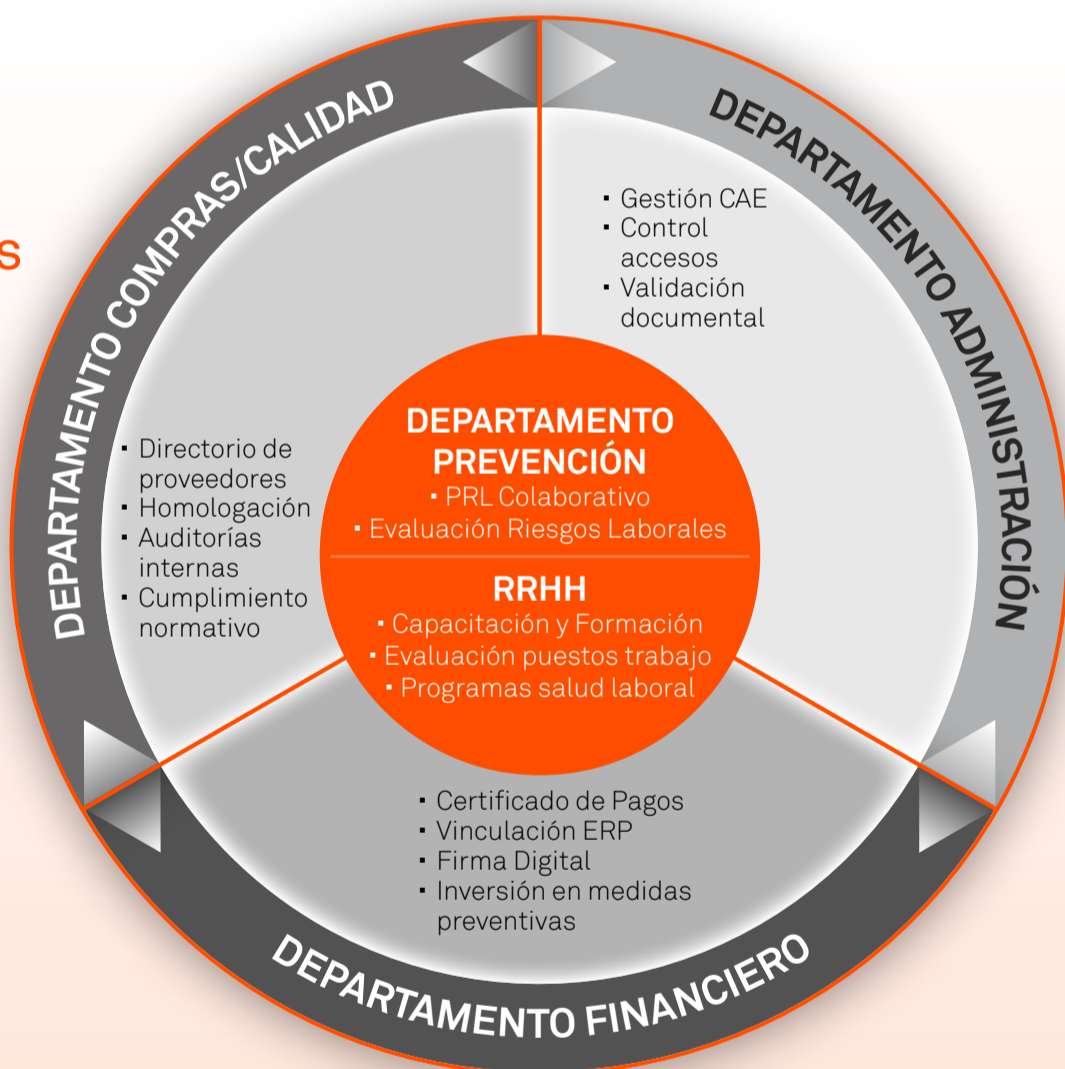 s
DEPARTAMENTO COMPRAS/CALIDAD
▪ Directorio de
proveedores
▪ Homologación
▪ Auditorías
internas
▪ Cumplimiento
normativo
DEPARTAMENTO ADMINISTRACIÓN
▪ Gestión CAE
▪ Control
accesos
▪ Validación
documental
DEPARTAMENTO
PREVENCIÓN
▪ PRL Colaborativo
▪ Evaluación Riesgos Laborales
RRHH
▪ Capacitación y Formación
▪ Evaluación puestos trabajo
▪ Programas salud laboral
▪ Certificado de Pagos
▪ Vinculación ERP
▪ Firma Digital
▪ Inversión en medidas
preventivas
DEPARTAMENTO FINANCIERO